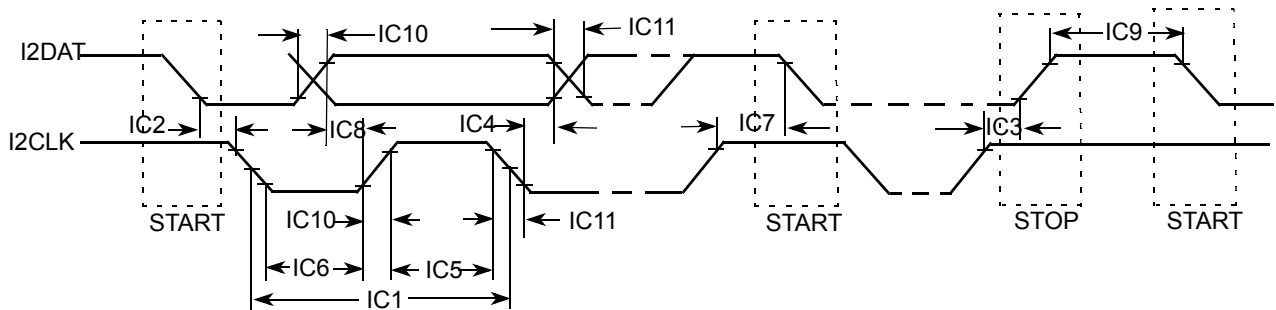 IC10
IC11
IC9
I2DAT
IC2
IC8
IC4
IC7
IC3
I2CLK
START
IC10
IC11
START
STOP
START
IC6
IC5
IC1